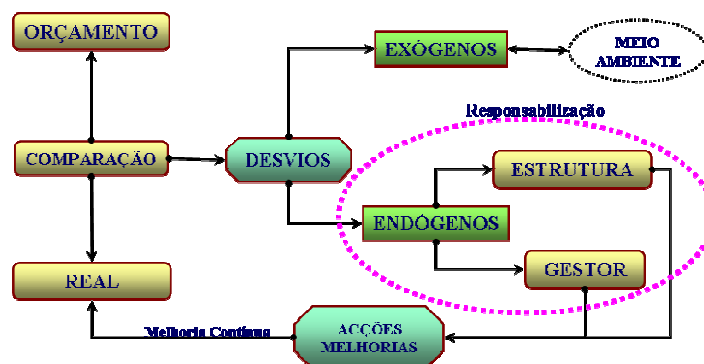 ORÇAMENTO
EXÓGENOS
MEIO
AMBIENTE
Responsabilização
COMPARAÇÃO
DESVIOS
ESTRUTURA
ENDÓGENOS
REAL
GESTOR
Melhoria Contínua
ACÇÕES
MELHORIAS